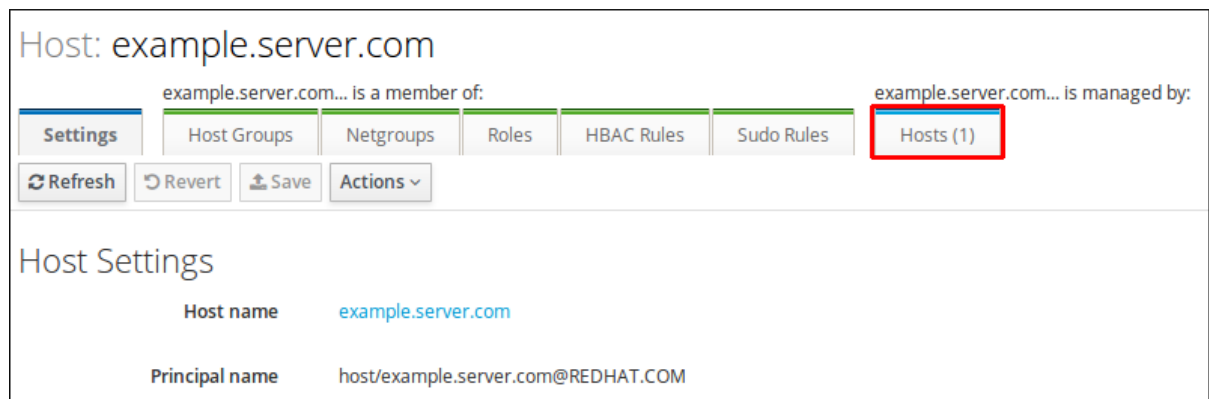 Host: example.server.com
example.server.com... is a member of: example.server.com... is managed by:
Settings Host Groups Netgroups Roles HBAC Rules Sudo Rules Hosts (1)
Refresh Revert Save Actions
Host Settings
Host name example.server.com
Principal name host/example.server.com@REDHAT.COM